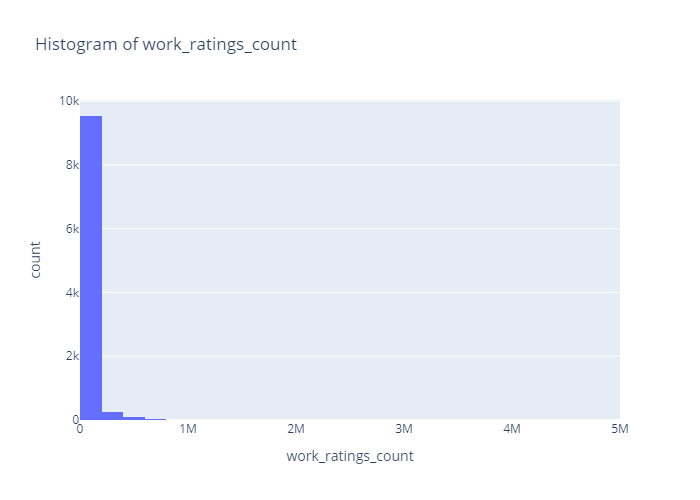 Histogram of work_ratings_count
10k
8k
6k
4k
2k
0
count
0 1M 2M 3M 4M 5M
work_ratings_count